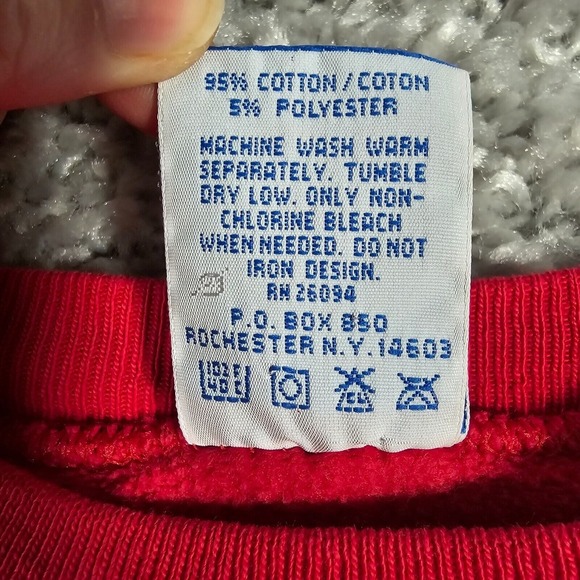 95% COTTON/COTON
5% POLYESTER
MACHINE WASH WARM
SEPARATELY. TUMBLE
DRY LOW. ONLY NON-
CHLORINE BLEACH
WHEN NEEDED. DO NOT
IRON DESIGN.
RN 26094
P.O. BOX 850
ROCHESTER N.Y. 14603